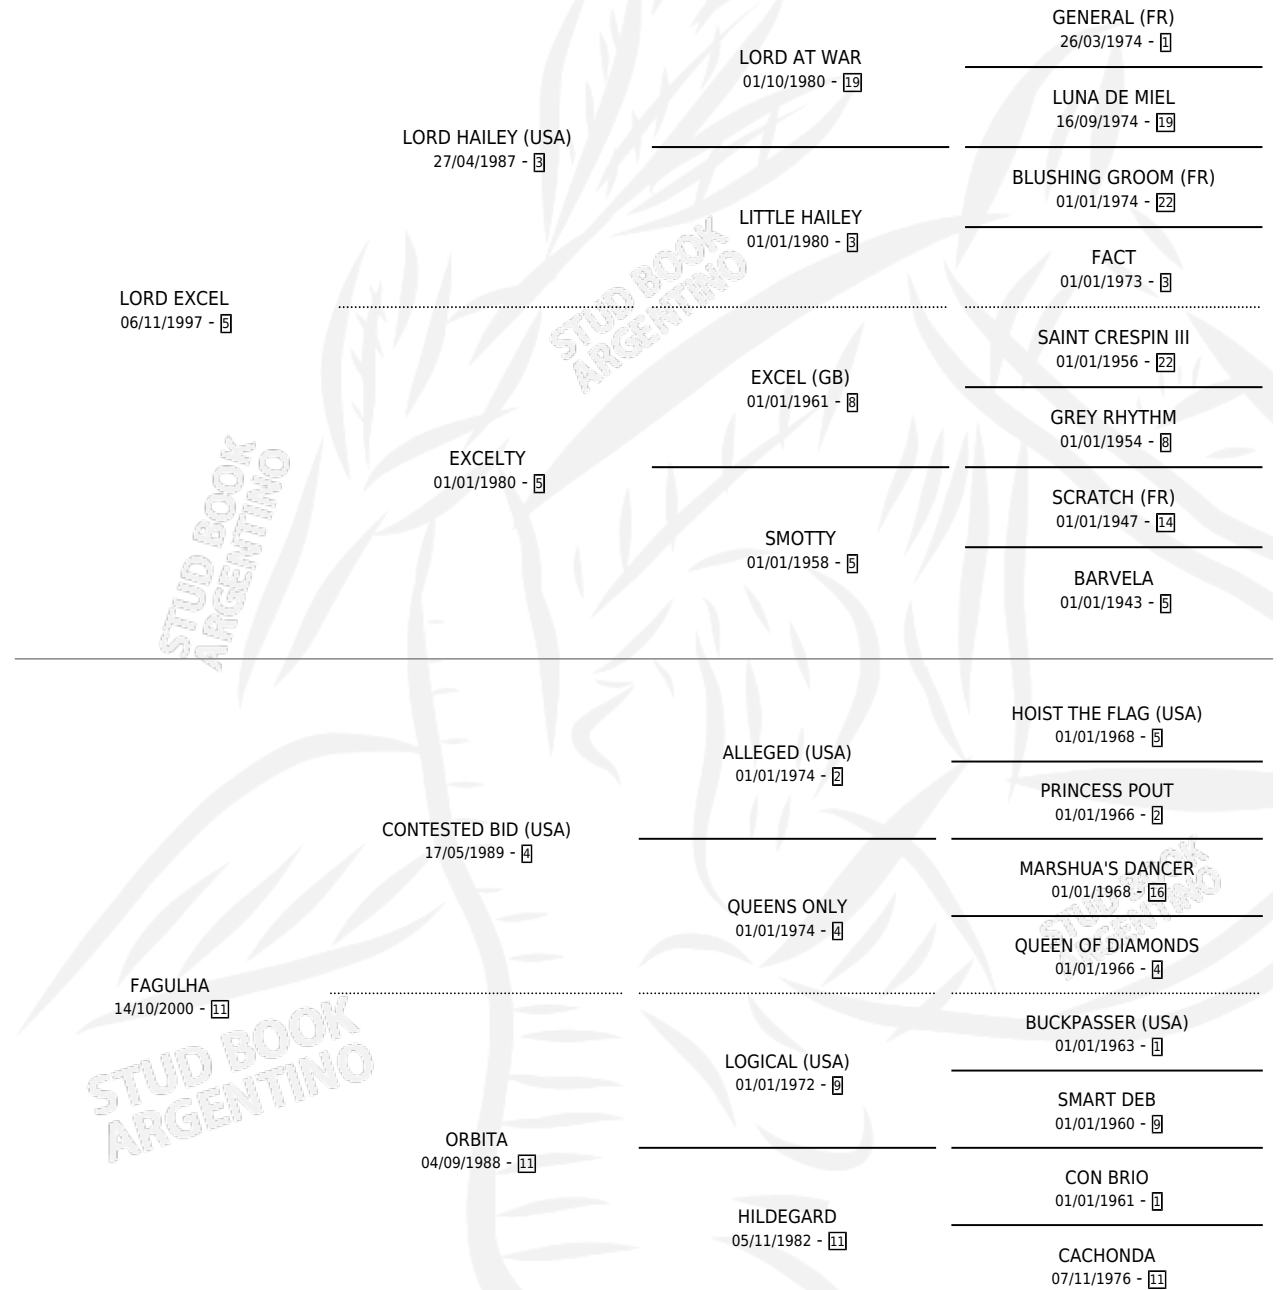 GENERAL (FR)
26/03/1974 - 1
LORD AT WAR
01/10/1980 - 19
LUNA DE MIEL
16/09/1974 - 19
LORD HAILEY (USA)
27/04/1987 - 3
BLUSHING GROOM (FR)
01/01/1974 - 22
LITTLE HAILEY
01/01/1980 - 3
FACT
01/01/1973 - 3
LORD EXCEL
06/11/1997 - 5
SAINT CRESPIN III
01/01/1956 - 22
EXCEL (GB)
01/01/1961 - 8
GREY RHYTHM
01/01/1954 - 8
EXCELTY
01/01/1980 - 5
SCRATCH (FR)
01/01/1947 - 14
SMOTTY
01/01/1958 - 5
BARVELA
01/01/1943 - 5
HOIST THE FLAG (USA)
01/01/1968 - 5
ALLEGED (USA)
01/01/1974 - 2
PRINCESS POUT
01/01/1966 - 2
CONTESTED BID (USA)
17/05/1989 - 4
MARSHUA'S DANCER
01/01/1968 - 16
QUEENS ONLY
01/01/1974 - 4
QUEEN OF DIAMONDS
01/01/1966 - 4
FAGULHA
14/10/2000 - 11
BUCKPASSER (USA)
01/01/1963 - 1
LOGICAL (USA)
01/01/1972 - 9
SMART DEB
01/01/1960 - 9
ORBITA
04/09/1988 - 11
CON BRIO
01/01/1961 - 1
HILDEGARD
05/11/1982 - 11
CACHONDA
07/11/1976 - 11
STUD BOOK
ARGENTINO
STUD BOOK
ARGENTINO
STUD BOOK
ARGENTINO
STUD BOOK
ARGENTINO